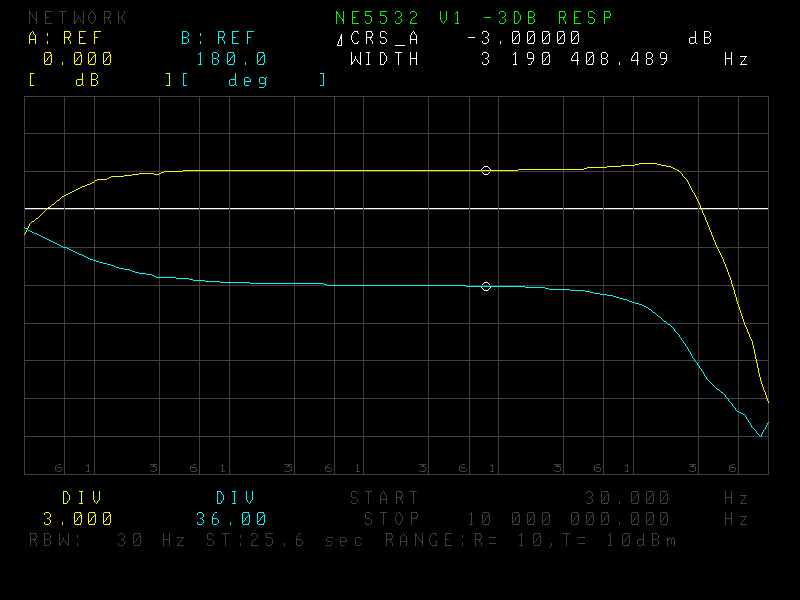 NETWORK NE5532 V1 -3DB RESP
A: REF B: REF ⊿CRS_A -3.00000 dB
0.000 180.0 WIDTH 3 190 408.489 Hz
[ dB ][ deg ]
6 1 3 6 1 3 6 1 3 6 1 3 6 1 3 6
DIV DIV START 30.000 Hz
3.000 36.00 STOP 10 000 000.000 Hz
RBW: 30 Hz ST:25.6 sec RANGE:R= 10,T= 10dBm